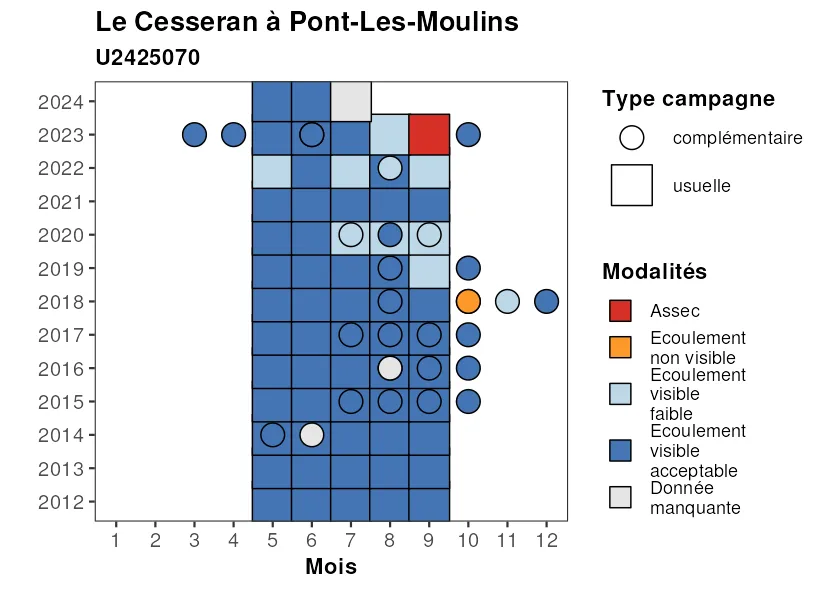 Le Cesseran à Pont-Les-Moulins
U2425070
2024
2023
2022
2021
2020
2019
2018
2017
2016
2015
2014
2013
2012
1 2 3 4 5 6 7 8 9 10 11 12
Mois
Type campagne
complémentaire
usuelle
Modalités
Assec
Ecoulement
non visible
Ecoulement
visible
faible
Ecoulement
visible
acceptable
Donnée
manquante